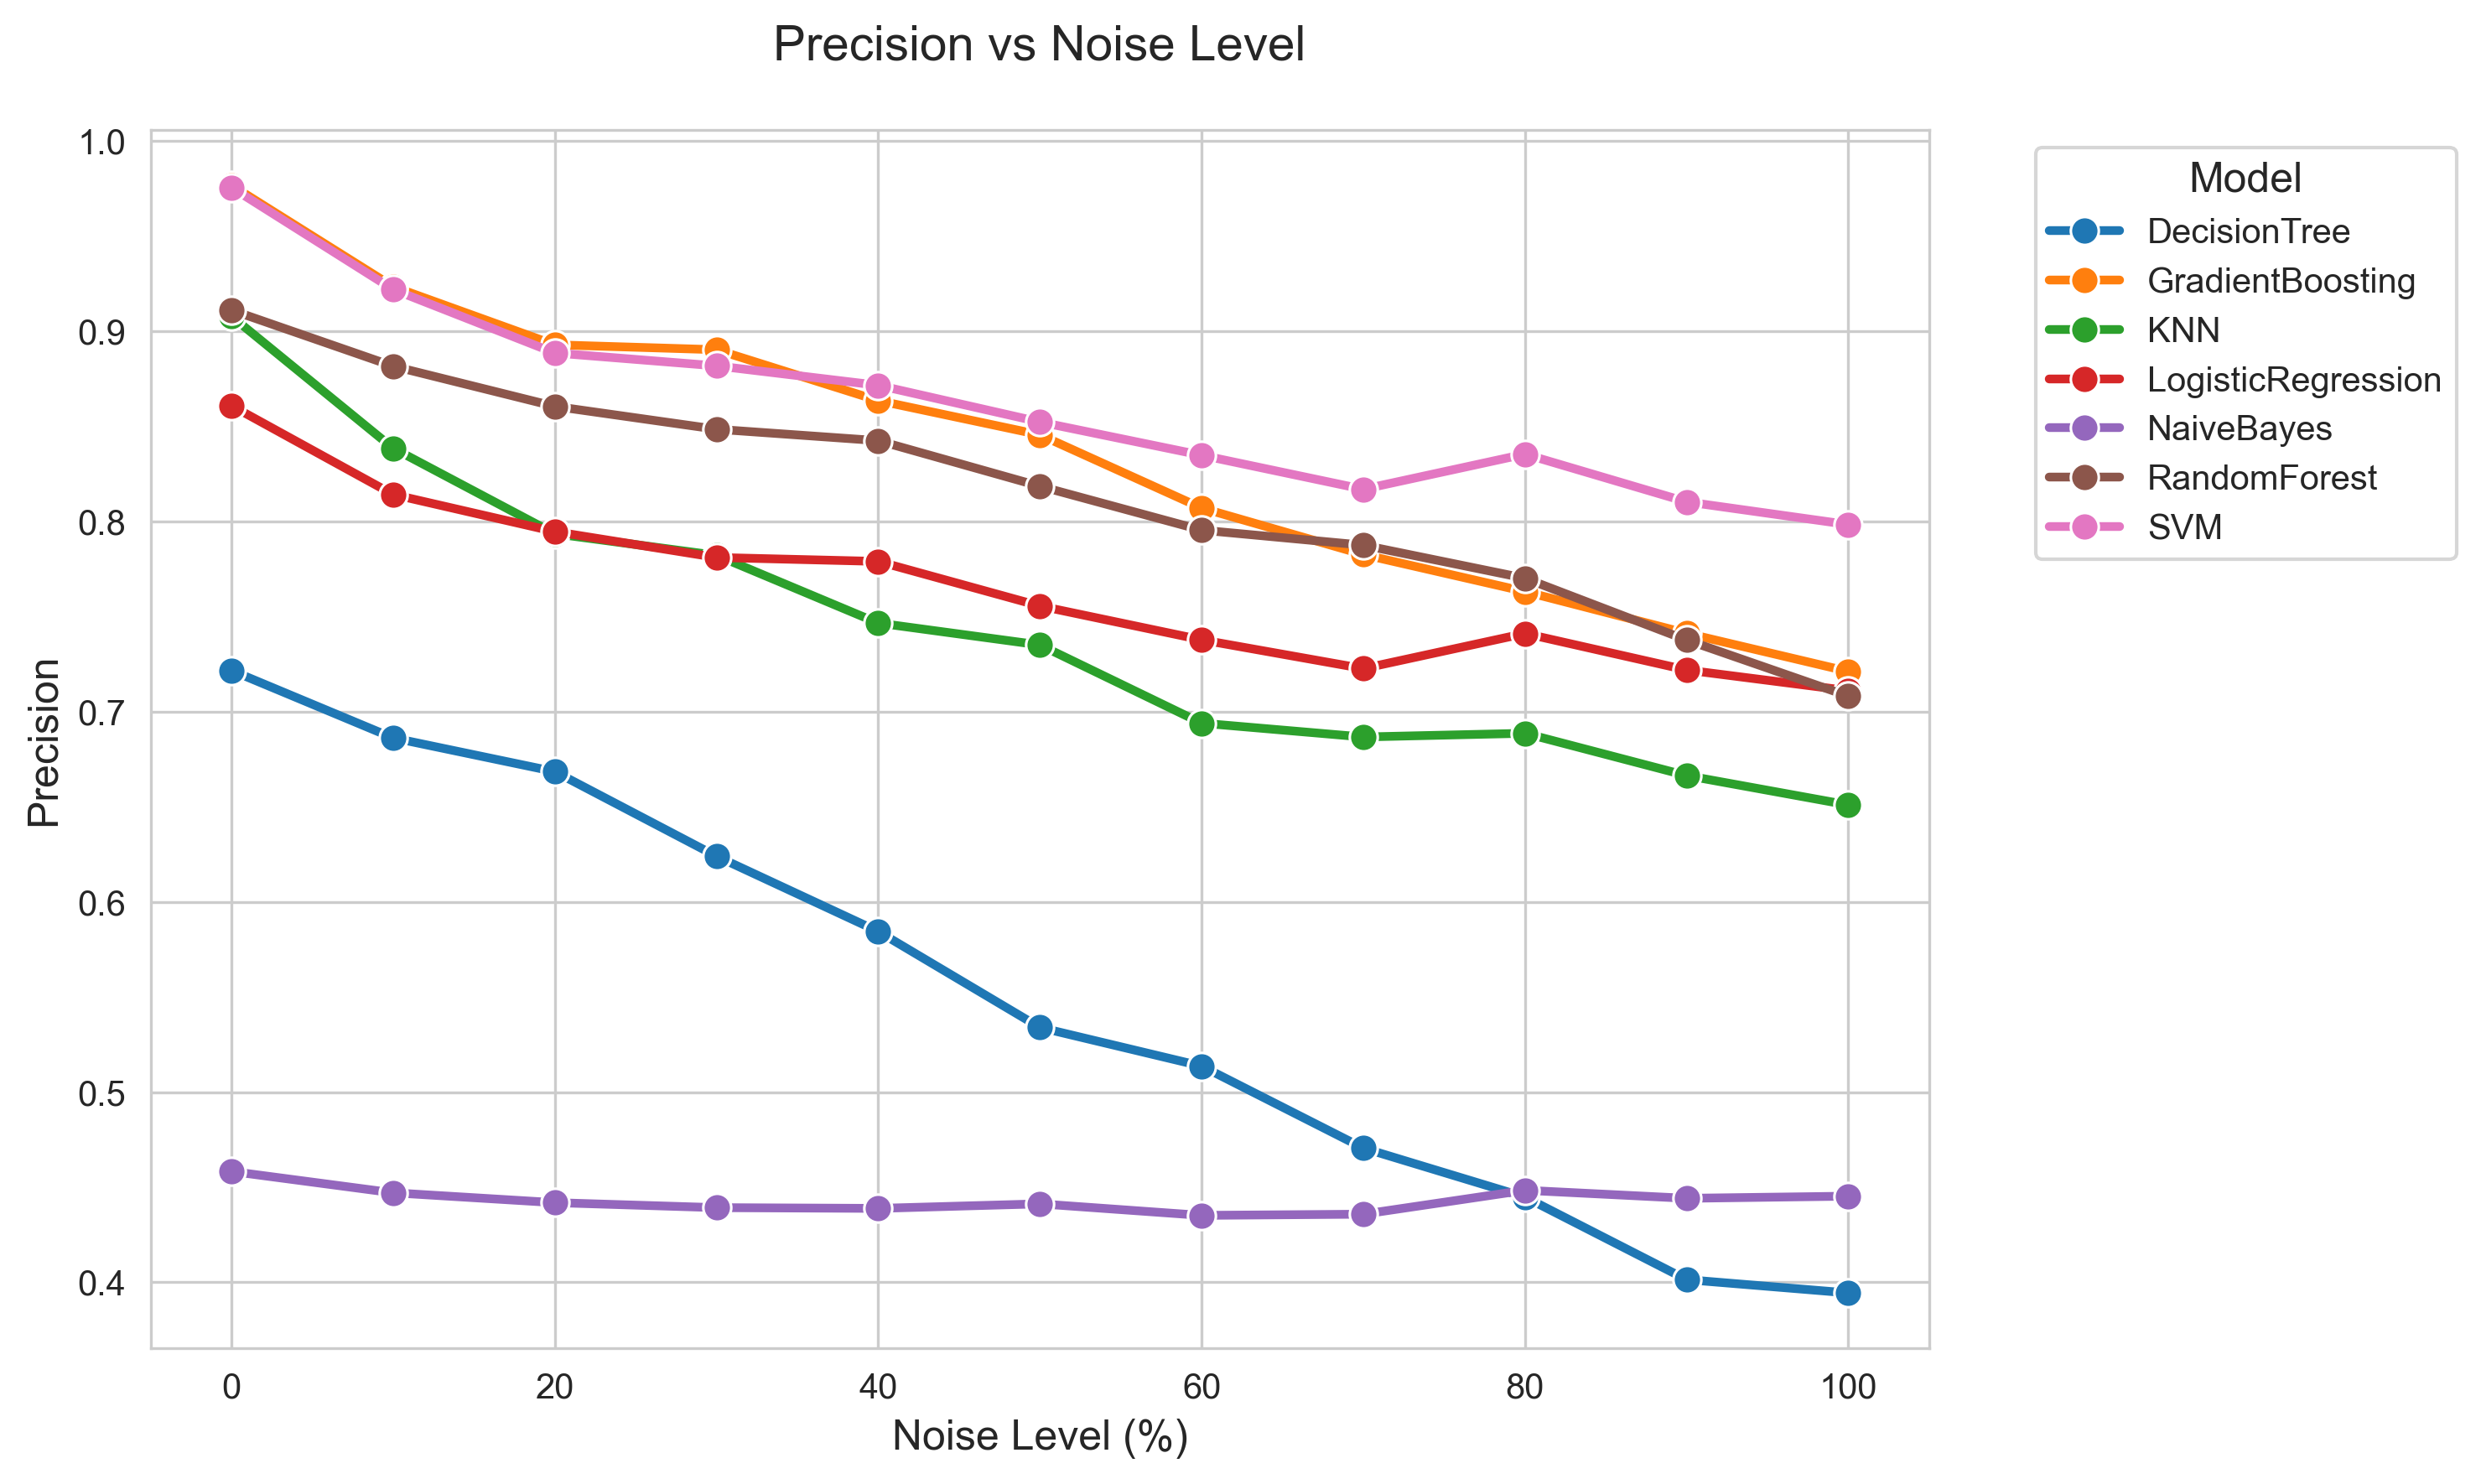 Precision vs Noise Level
1.0
0.9
0.8
0.7
0.6
0.5
0.4
Precision
0
20
40
60
80
100
Noise Level (%)
Model
DecisionTree
GradientBoosting
KNN
LogisticRegression
NaiveBayes
RandomForest
SVM